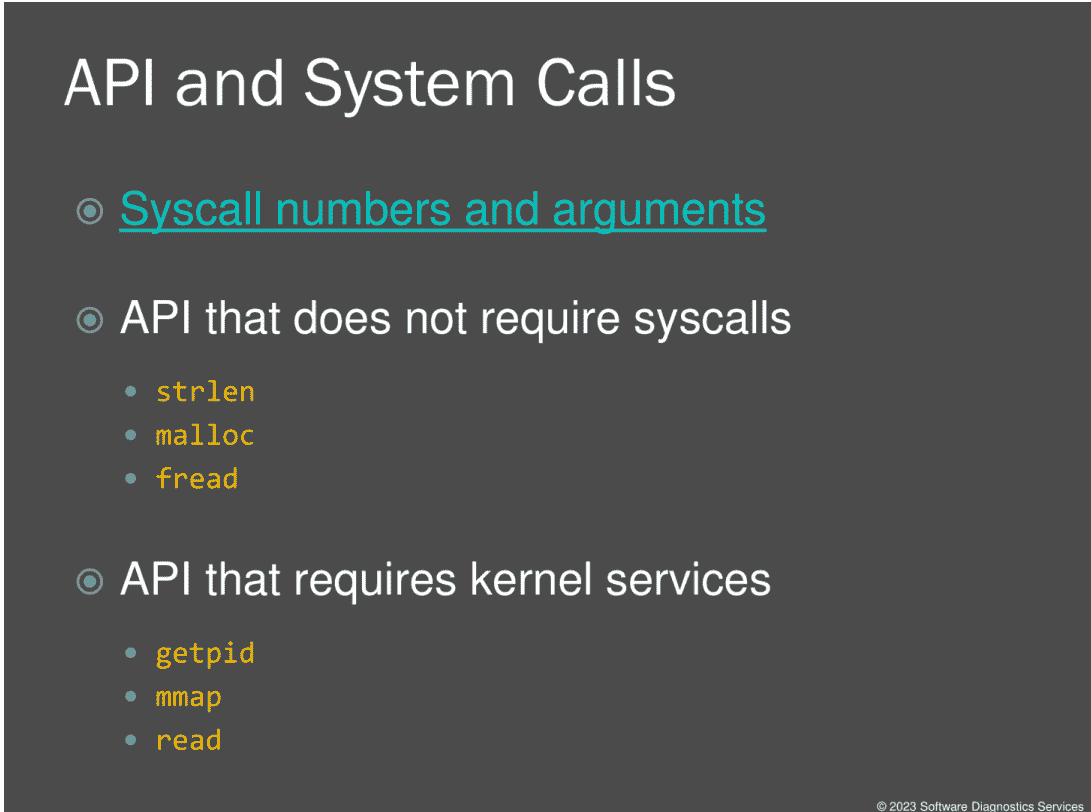 API and System Calls
Syscall numbers and arguments
API that does not require syscalls
strlen
malloc
fread
API that requires kernel services
getpid
mmap
read
© 2023 Software Diagnostics Services